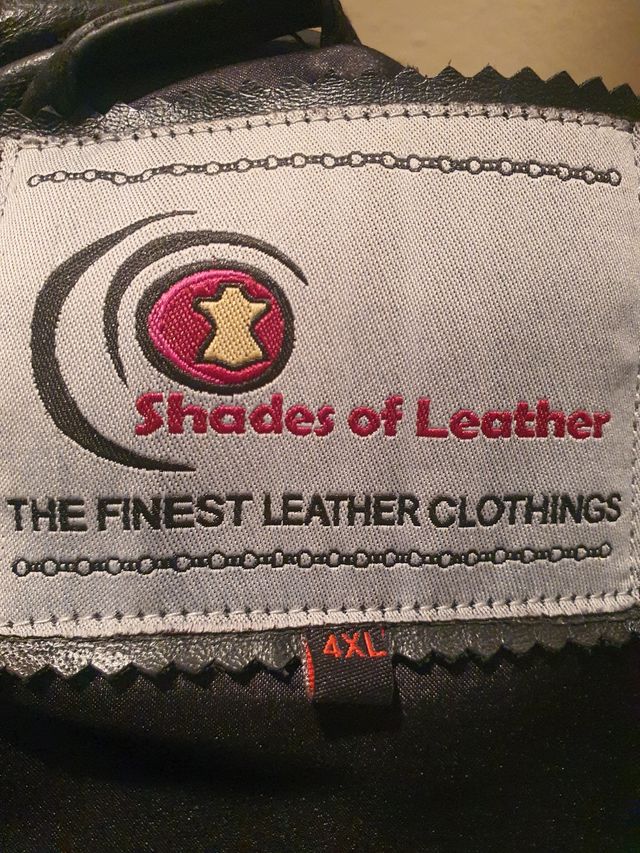 Shades of Leather
THE FINEST LEATHER CLOTHINGS
4XL